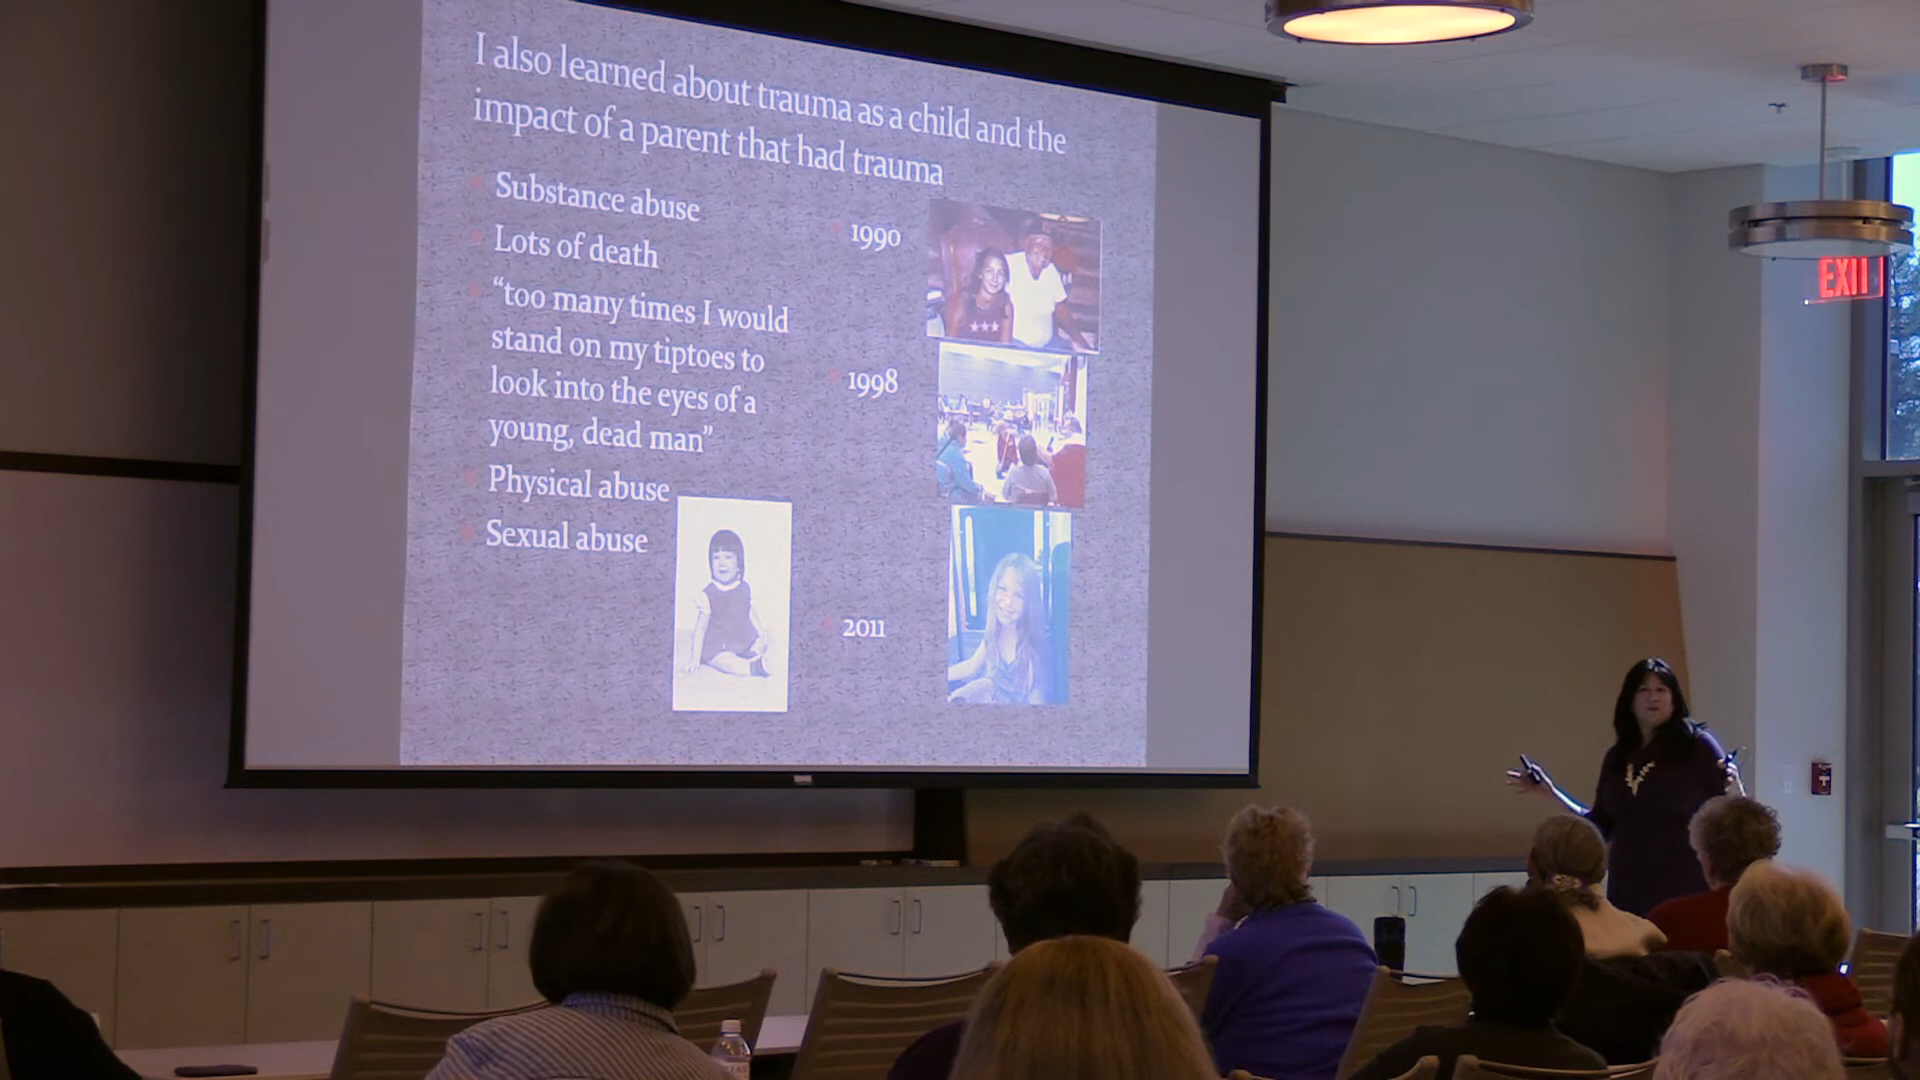 I also learned about trauma as a child and the
impact of a parent that had trauma
Substance abuse
Lots of death
“too many times I would
stand on my tiptoes to
look into the eyes of a
young, dead man”
Physical abuse
Sexual abuse
1990
1998
2011
EXIT